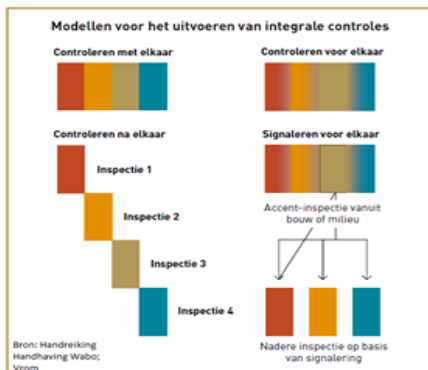 Modellen voor het uitvoeren van integrale controles
Controleren met elkaar
Controleren voor elkaar
Controleren na elkaar
Signaleren voor elkaar
Inspectie 1
Inspectie 2
Inspectie 3
Inspectie 4
Accent-inspectie vanuit
bouw of milieu
Nadere inspectie op basis
van signalering
Bron: Handreiking
Handhaving Wabo;
Vrom